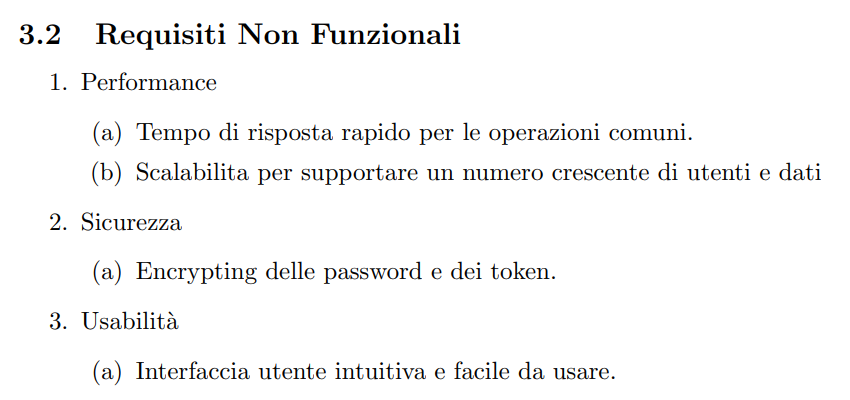 3.2 Requisiti Non Funzionali
1. Performance
(a) Tempo di risposta rapido per le operazioni comuni.
(b) Scalabilita per supportare un numero crescente di utenti e dati
2. Sicurezza
(a) Encrypting delle password e dei token.
3. Usabilità
(a) Interfaccia utente intuitiva e facile da usare.